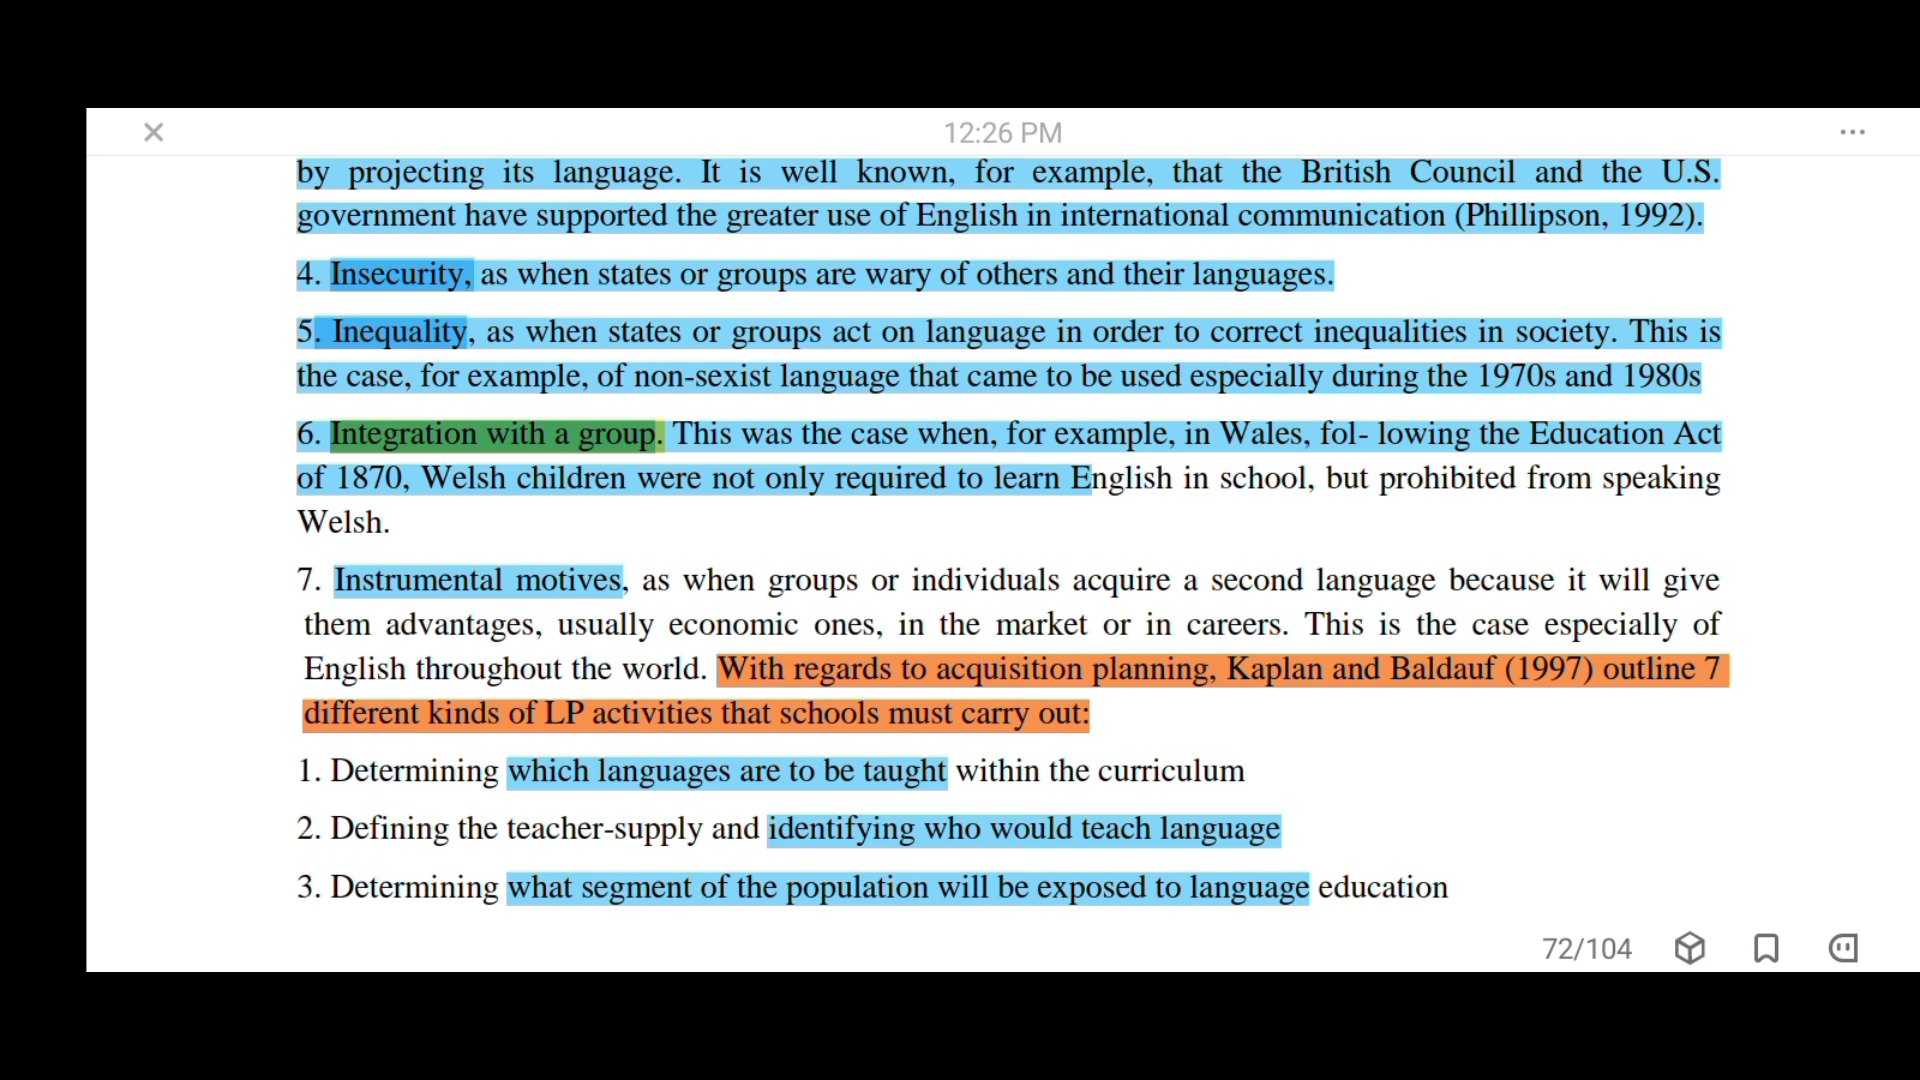 12:26 PM
by projecting its language. It is well known, for example, that the British Council and the U.S.
government have supported the greater use of English in international communication (Phillipson, 1992).
4. Insecurity, as when states or groups are wary of others and their languages.
5. Inequality, as when states or groups act on language in order to correct inequalities in society. This is
the case, for example, of non-sexist language that came to be used especially during the 1970s and 1980s
6. Integration with a group. This was the case when, for example, in Wales, fol- lowing the Education Act
of 1870, Welsh children were not only required to learn English in school, but prohibited from speaking
Welsh.
7. Instrumental motives, as when groups or individuals acquire a second language because it will give
them advantages, usually economic ones, in the market or in careers. This is the case especially of
English throughout the world. With regards to acquisition planning, Kaplan and Baldauf (1997) outline 7
different kinds of LP activities that schools must carry out:
1. Determining which languages are to be taught within the curriculum
2. Defining the teacher-supply and identifying who would teach language
3. Determining what segment of the population will be exposed to language education
72/104